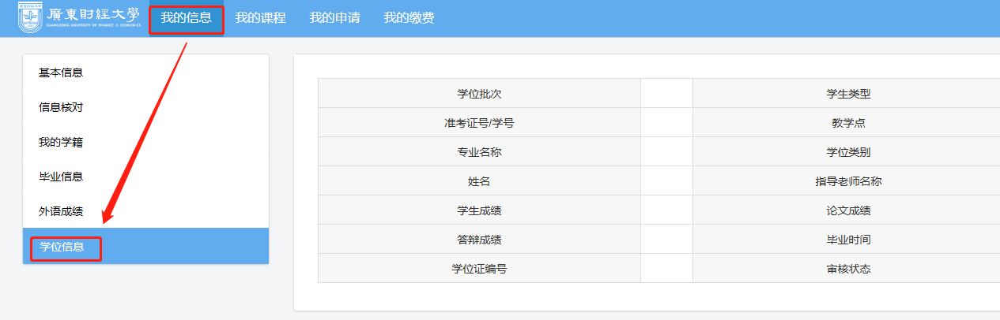 廣東財經大學
GUANGDONG UNIVERSITY OF FINANCE & ECONOMICS
我的信息 我的课程 我的申请 我的缴费
基本信息
信息核对
我的学籍
毕业信息
外语成绩
学位信息
学位批次 学生类型
准考证号/学号 教学点
专业名称 学位类别
姓名 指导老师名称
学生成绩 论文成绩
答辩成绩 毕业时间
学位证编号 审核状态